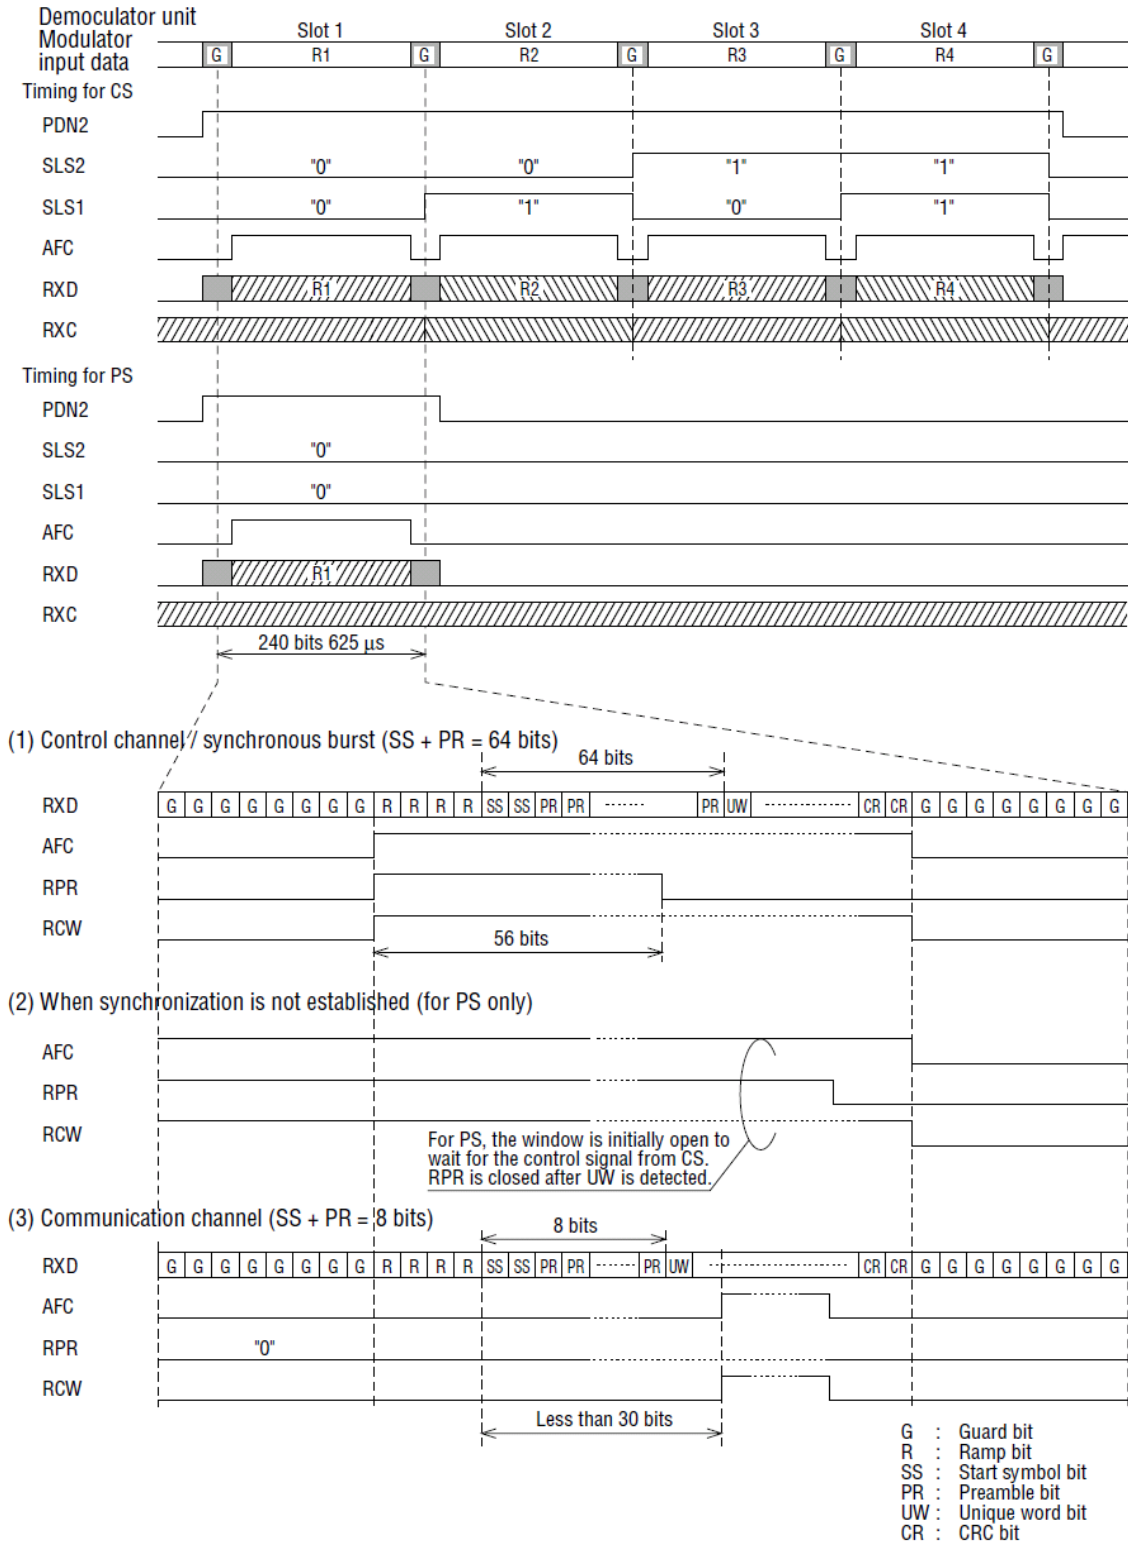 Democulator unit
Modulator
input data
Slot 1 Slot 2 Slot 3 Slot 4
G R1 G R2 G R3 G R4 G
Timing for CS
PDN2
SLS2 "0" "0" "1" "1"
SLS1 "0" "1" "0" "1"
AFC
RXD R1 R2 R3 R4
RXC
Timing for PS
PDN2
SLS2 "0"
SLS1 "0"
AFC
RXD R1
RXC
240 bits 625 µs
(1) Control channel / synchronous burst (SS + PR = 64 bits)
64 bits
RXD G G G G G G G G R R R R SS SS PR PR ...... PR UW ............... CR CR G G G G G G G G
AFC
RPR
RCW
56 bits
(2) When synchronization is not established (for PS only)
AFC
RPR
RCW
For PS, the window is initially open to
wait for the control signal from CS.
RPR is closed after UW is detected.
(3) Communication channel (SS + PR = 8 bits)
8 bits
RXD G G G G G G G G R R R R SS SS PR PR ...... PR UW ............... CR CR G G G G G G G G
AFC
RPR "0"
RCW
Less than 30 bits
G : Guard bit
R : Ramp bit
SS : Start symbol bit
PR : Preamble bit
UW : Unique word bit
CR : CRC bit